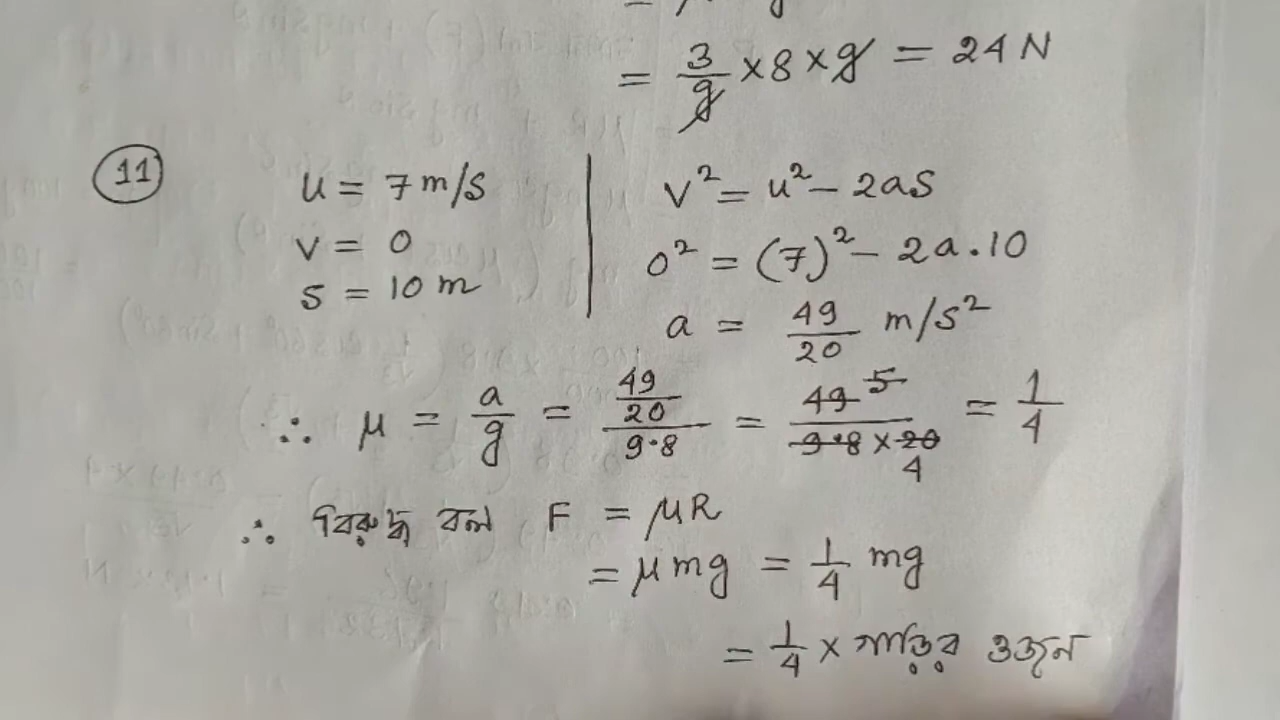 = 3/g × 8 × g = 24 N
11
u = 7 m/s
v = 0
s = 10 m
v² = u² - 2as
0² = (7)² - 2a.10
a = 49/20 m/s²
∴ μ = a/g = (49/20)/9.8 = 49 5/9.8 × 20 4 = 1/4
∴ বিরুদ্ধ বল F = μR
= μmg = 1/4 mg
= 1/4 × গাড়ির ওজন